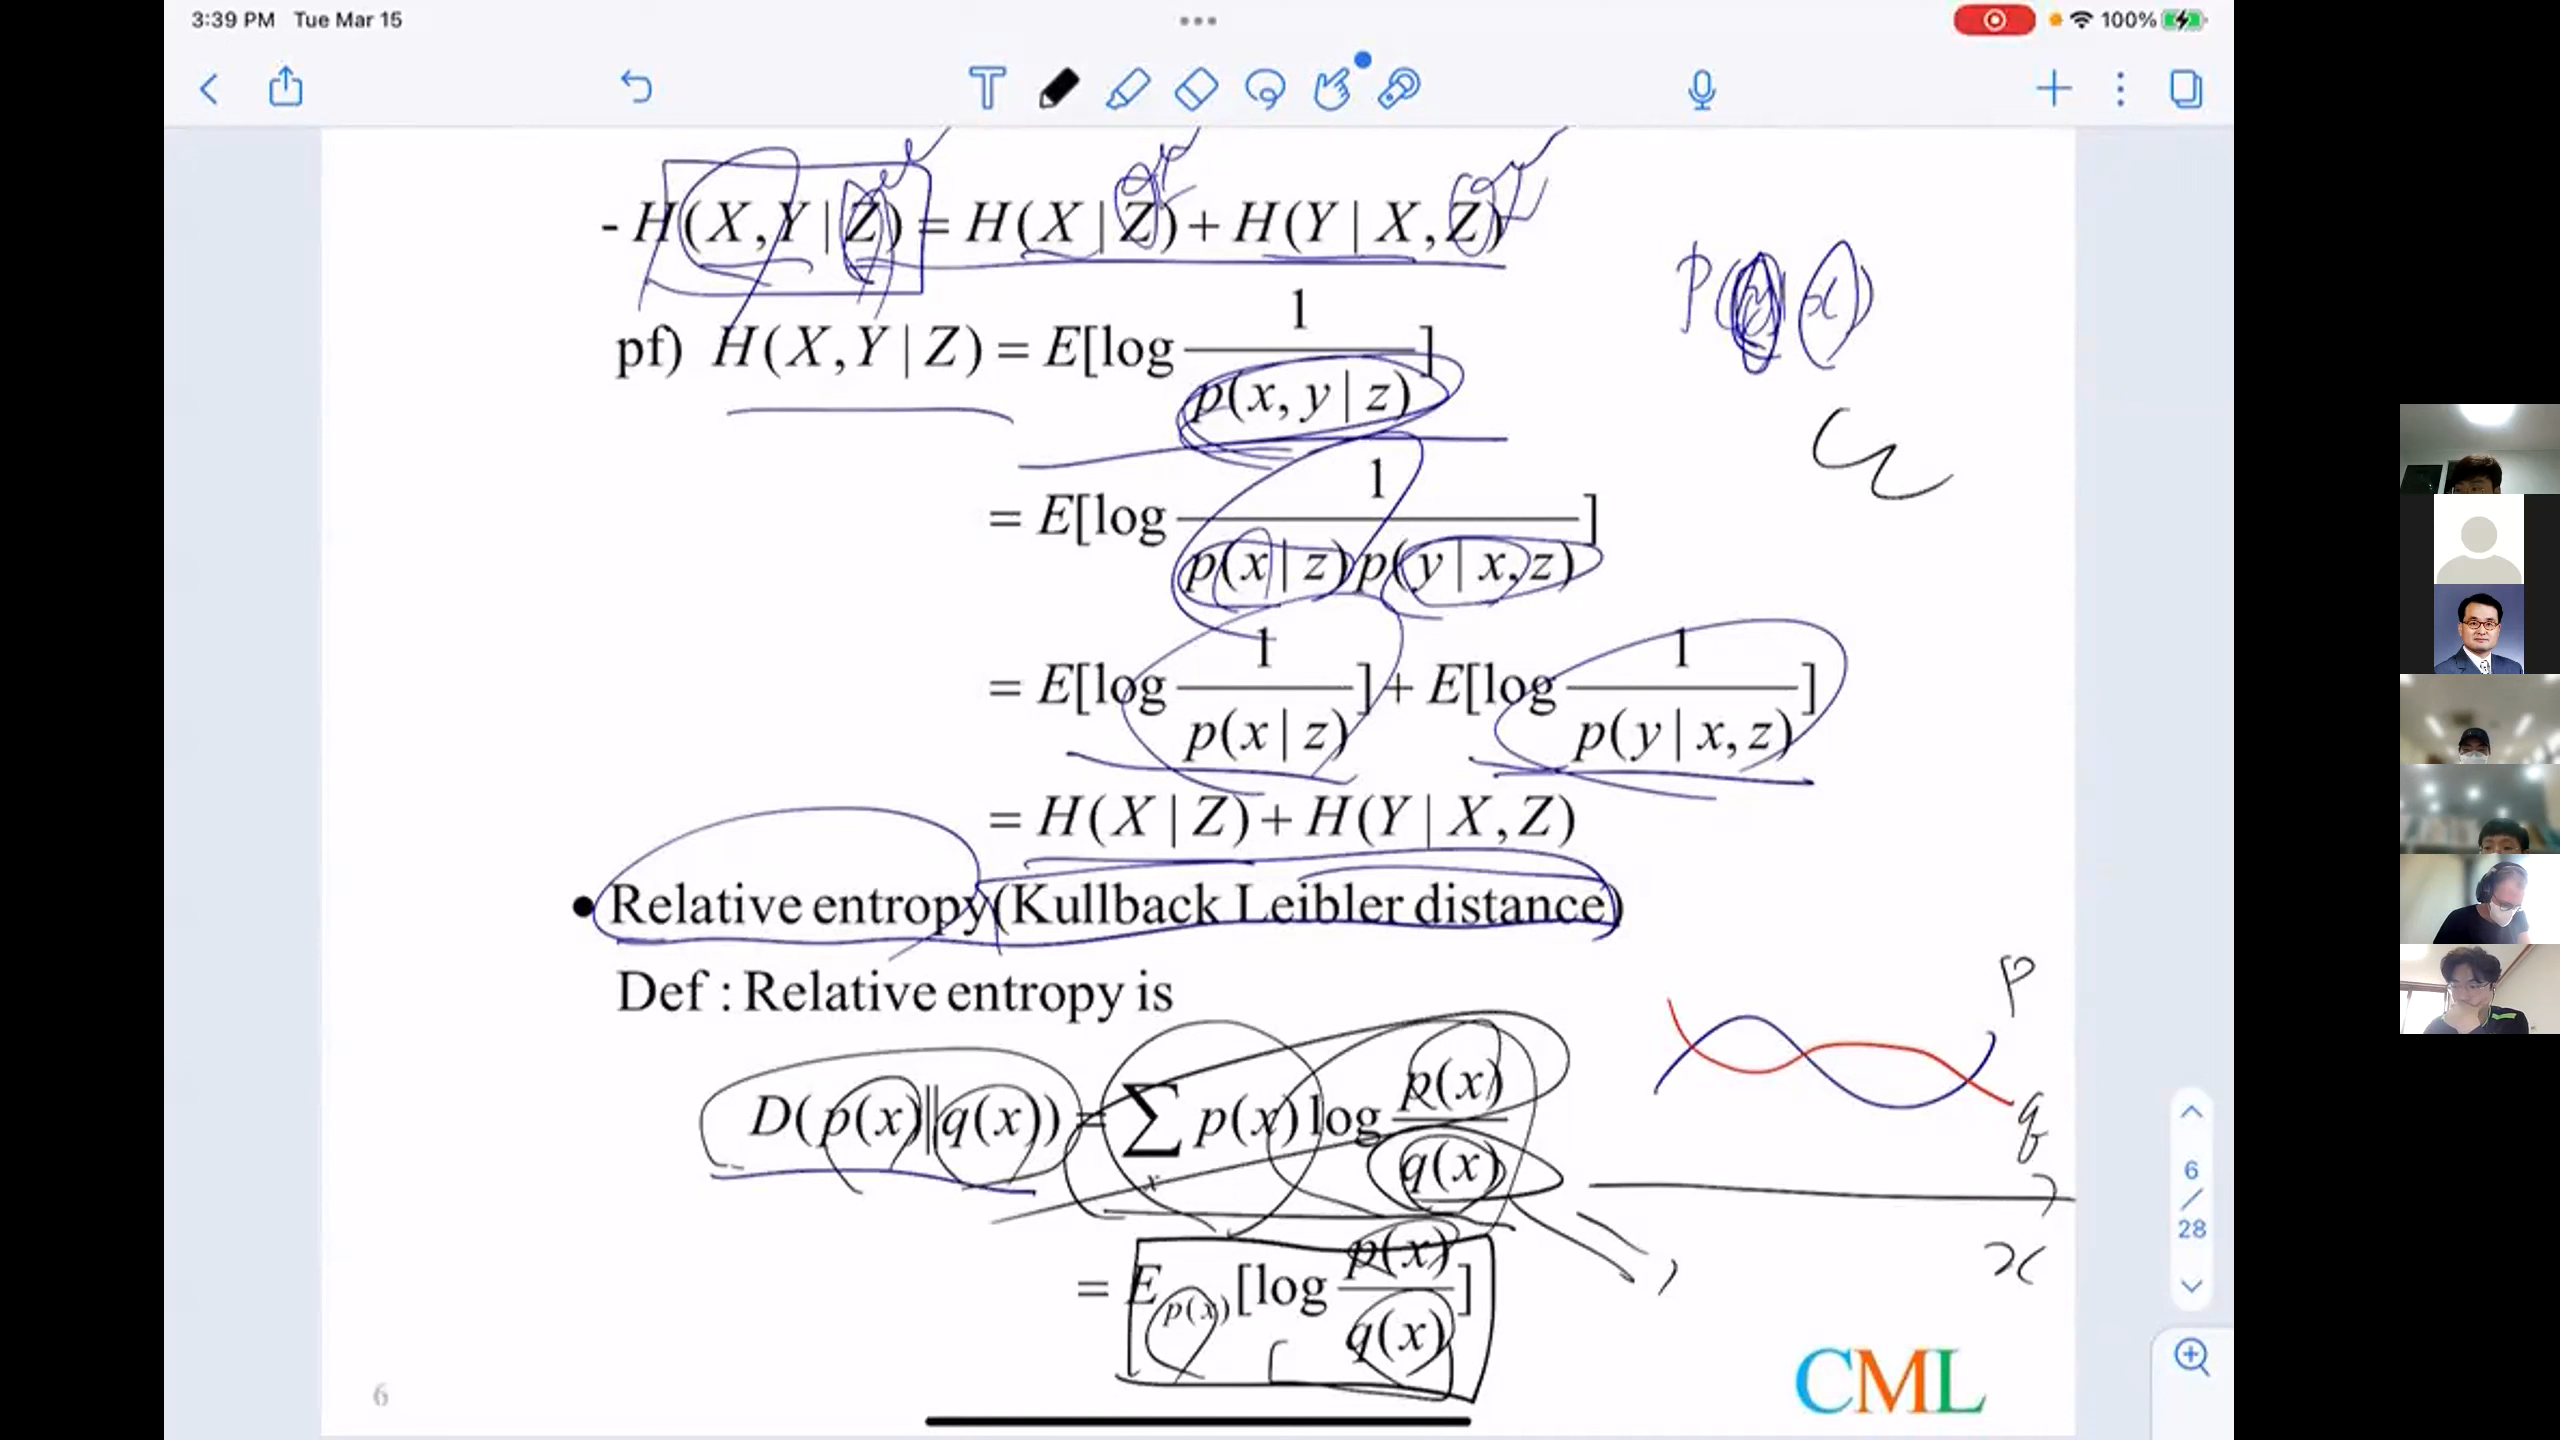 3:39 PM Tue Mar 15
100%
- H(X,Y | Z) = H(X | Z) + H(Y | X, Z)
P(y x)
pf) H(X,Y | Z) = E[log 1 / p(x, y | z)]
= E[log 1 / p(x | z)p(y | x, z)]
= E[log 1 / p(x | z)] + E[log 1 / p(y | x, z)]
= H(X | Z) + H(Y | X, Z)
• Relative entropy(Kullback Leibler distance)
Def : Relative entropy is
p
D(p(x)||q(x)) = ∑x p(x) log p(x) / q(x)
q
= Ep(x)[log p(x) / q(x)]
x
6
/
28
CML
6